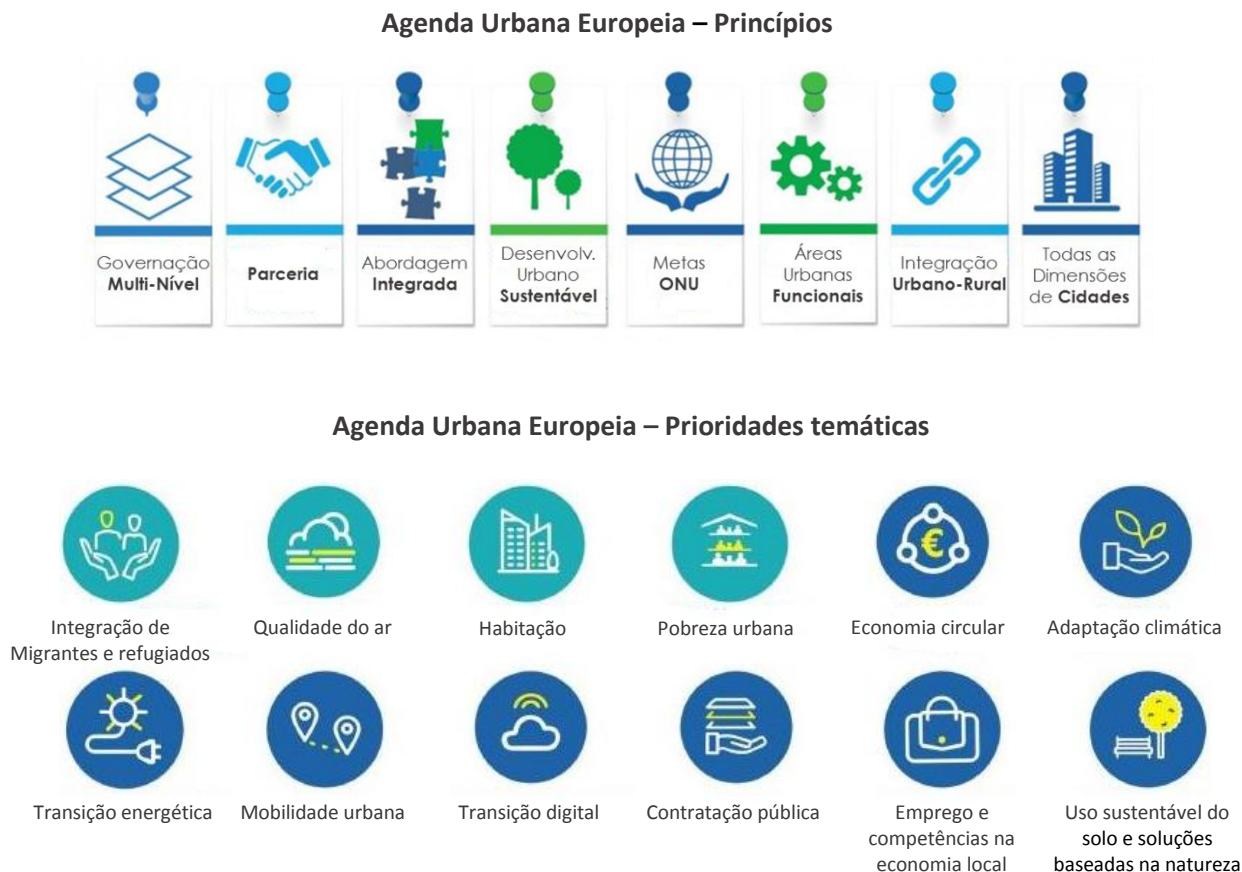 Agenda Urbana Europeia – Princípios
Governação
Multi-Nível
Parceria
Abordagem
Integrada
Desenvolv.
Urbano
Sustentável
Metas
ONU
Áreas
Urbanas
Funcionais
Integração
Urbano-Rural
Todas as
Dimensões
de Cidades
Agenda Urbana Europeia – Prioridades temáticas
€
Integração de
Migrantes e refugiados
Qualidade do ar
Habitação
Pobreza urbana
Economia circular
Adaptação climática
Transição energética
Mobilidade urbana
Transição digital
Contratação pública
Emprego e
competências na
economia local
Uso sustentável do
solo e soluções
baseadas na natureza